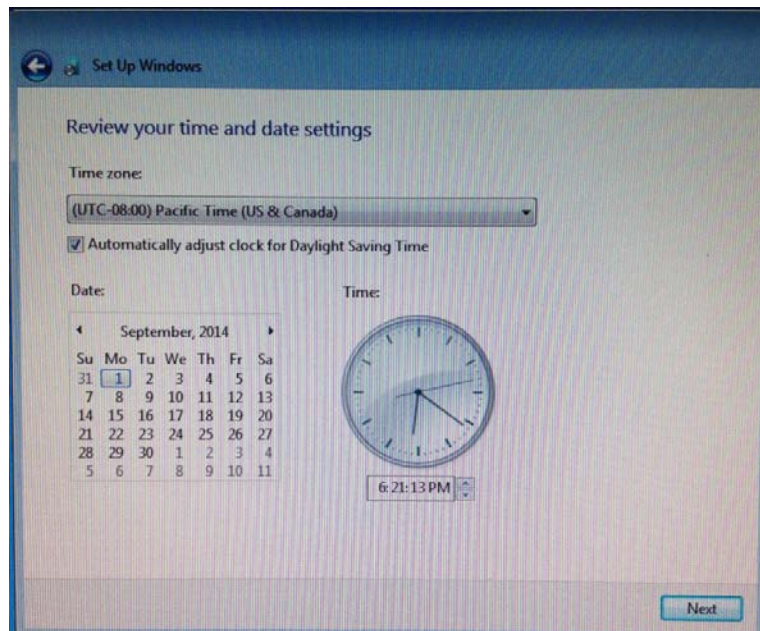 Set Up Windows
Review your time and date settings
Time zone:
(UTC-08:00) Pacific Time (US & Canada)
Automatically adjust clock for Daylight Saving Time
Date:
Time:
September, 2014
Su Mo Tu We Th Fr Sa
31 1 2 3 4 5 6
7 8 9 10 11 12 13
14 15 16 17 18 19 20
21 22 23 24 25 26 27
28 29 30 1 2 3 4
5 6 7 8 9 10 11
6:21:13 PM
Next